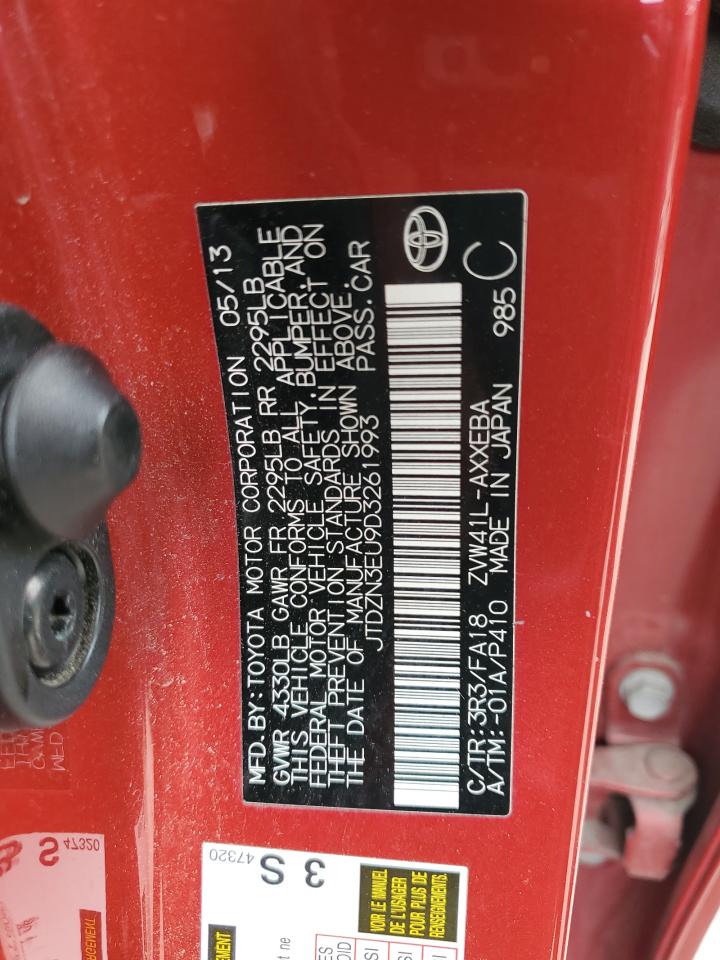 MFD.BY:TOYOTA MOTOR CORPORATION 05/13
GVWR 4330LB GAWR FR 2295LB RR 2295LB
THIS VEHICLE CONFORMS TO ALL APPLICABLE
FEDERAL MOTOR VEHICLE SAFETY,BUMPER,AND
THEFT PREVENTION STANDARDS IN EFFECT ON
THE DATE OF MANUFACTURE SHOWN ABOVE.
JTDZN3EU9D3261993 PASS.CAR
C/TR:3R3/FA18 ZVW41L-AXXEBA 985 C
A/TM:-01A/P410 MADE IN JAPAN
47320
3 S
VOIR LE MANUEL
DE L'USAGER
POUR PLUS DE
RENSEIGNEMENTS.
47320
S